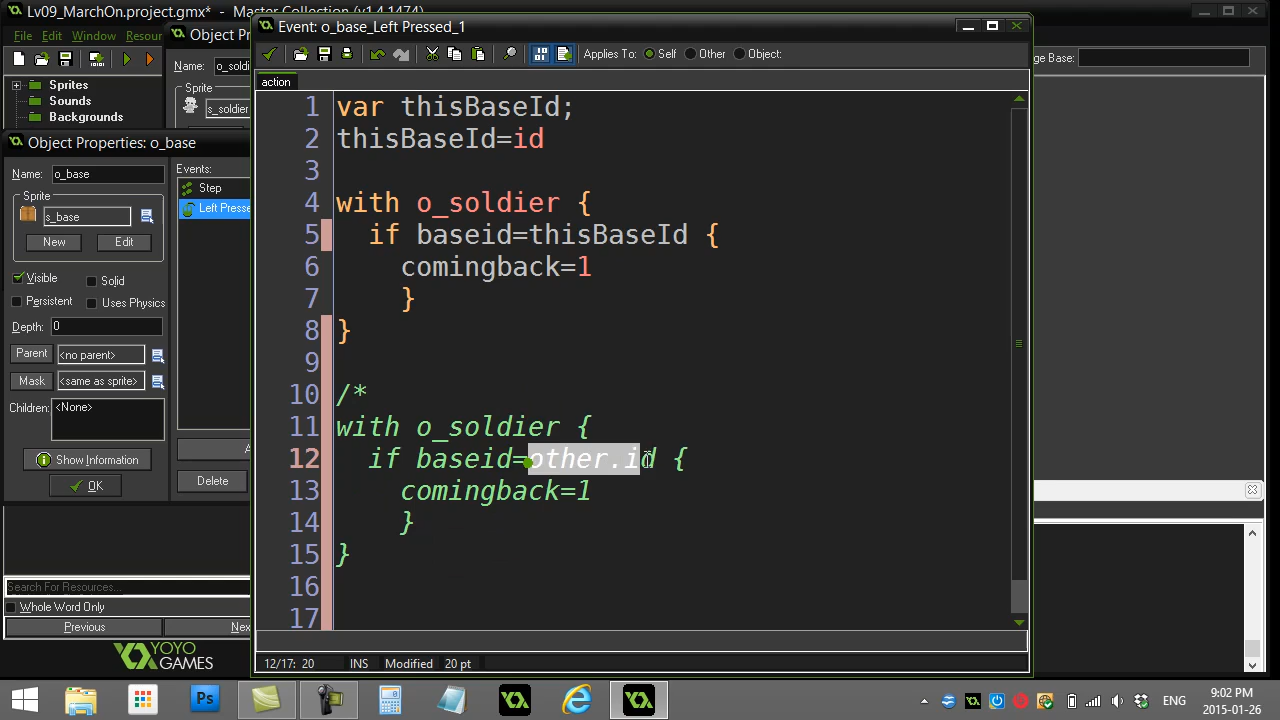 Lv09_MarchOn.project.gmx* - Master Collection (v1.4.1474)
File Edit Window Resour
Object Pr
Name: o_soldi
Sprite
s_soldier
Sprites
Sounds
Backgrounds
Event: o_base_Left Pressed_1
Applies To: Self Other Object:
ge Base:
action
1 var thisBaseId;
2 thisBaseId=id
3
4 with o_soldier {
5 if baseid=thisBaseId {
6 comingback=1
7 }
8 }
9
10 /*
11 with o_soldier {
12 if baseid=other.id {
13 comingback=1
14 }
15 }
16
17
12/17: 20 INS Modified 20 pt
Object Properties: o_base
Name: o_base
Sprite
s_base
New Edit
Visible Solid
Persistent Uses Physics
Depth: 0
Parent <no parent>
Mask <same as sprite>
Children: <None>
Show Information
OK
Events:
Step
Left Presse
A
Delete
Search For Resources...
Whole Word Only
Previous Nex
YOYO
GAMES
Ps
ENG
9:02 PM
2015-01-26